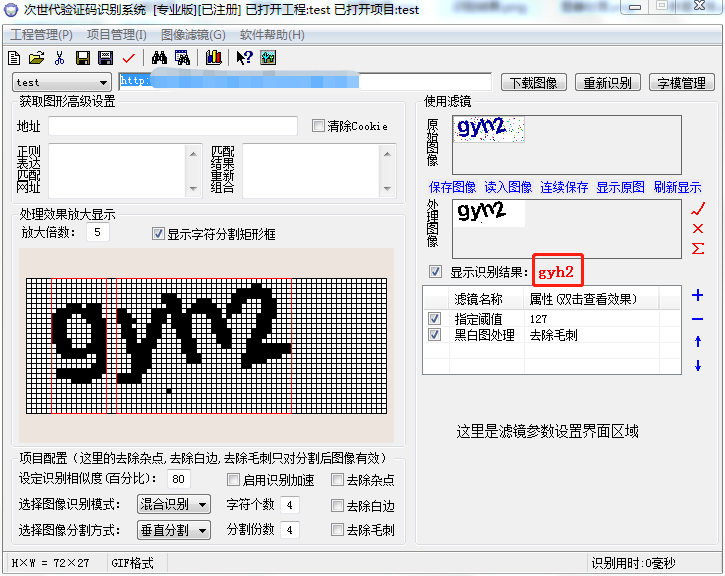 次世代验证码识别系统 [专业版][已注册] 已打开工程:test 已打开项目:test
工程管理(P) 项目管理(I) 图像滤镜(G) 软件帮助(H)
test http: 下载图像 重新识别 字模管理
获取图形高级设置
地址 清除Cookie
正则表达匹配网址
匹配结果重新组合
处理效果放大显示
放大倍数: 5 显示字符分割矩形框
gyh2
项目配置(这里的去除杂点,去除白边,去除毛刺只对分割后图像有效)
设定识别相似度(百分比): 80 启用识别加速 去除杂点
选择图像识别模式: 混合识别 字符个数 4 去除白边
选择图像分割方式: 垂直分割 分割份数 4 去除毛刺
使用滤镜
原始图像 gyh2
保存图像 读入图像 连续保存 显示原图 刷新显示
处理图像 gyh2
显示识别结果: gyh2
滤镜名称 属性(双击查看效果)
指定阈值 127
黑白图处理 去除毛刺
这里是滤镜参数设置界面区域
H×W = 72×27 GIF格式 识别用时:0毫秒